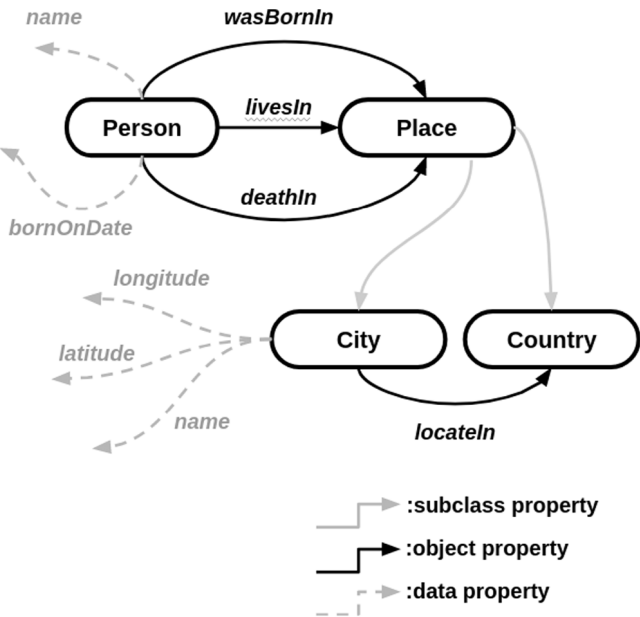 name
wasBornIn
livesIn
Person
Place
deathIn
bornOnDate
longitude
latitude
City
Country
name
locateIn
:subclass property
:object property
:data property